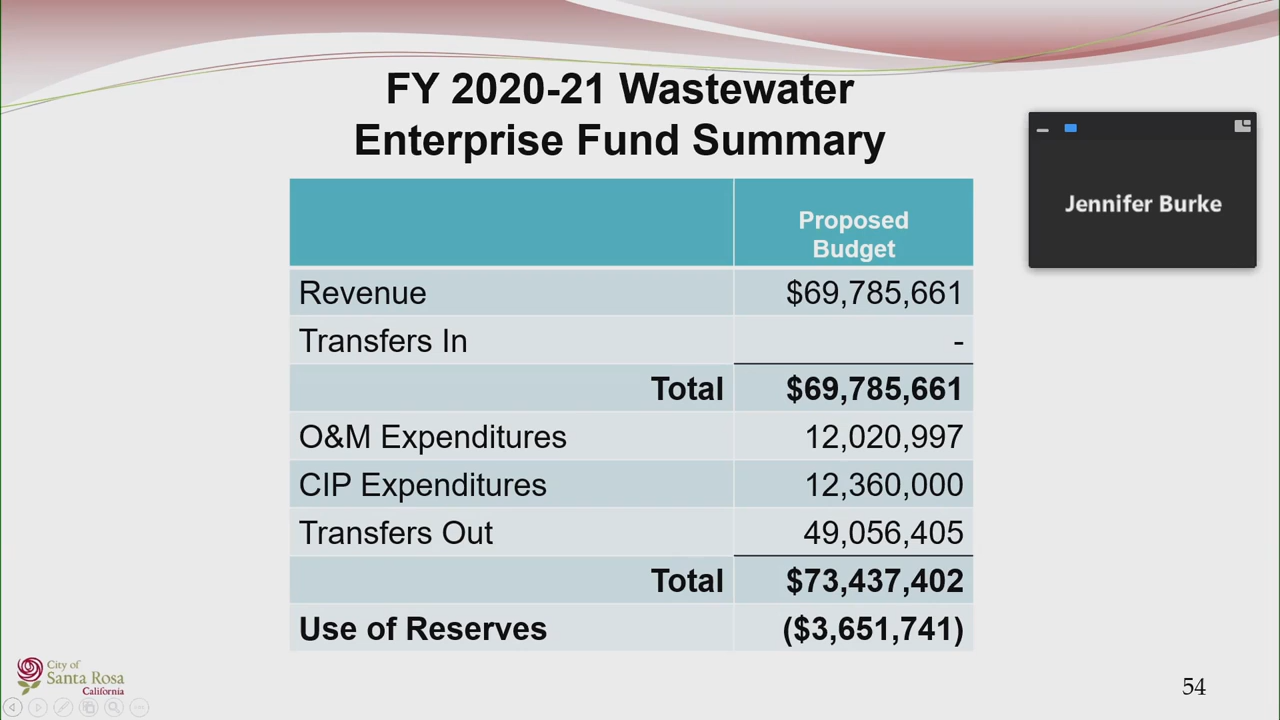 FY 2020-21 Wastewater
Enterprise Fund Summary
Jennifer Burke
Proposed
Budget
Revenue $69,785,661
Transfers In -
Total $69,785,661
O&M Expenditures 12,020,997
CIP Expenditures 12,360,000
Transfers Out 49,056,405
Total $73,437,402
Use of Reserves ($3,651,741)
City of
Santa Rosa
California
54